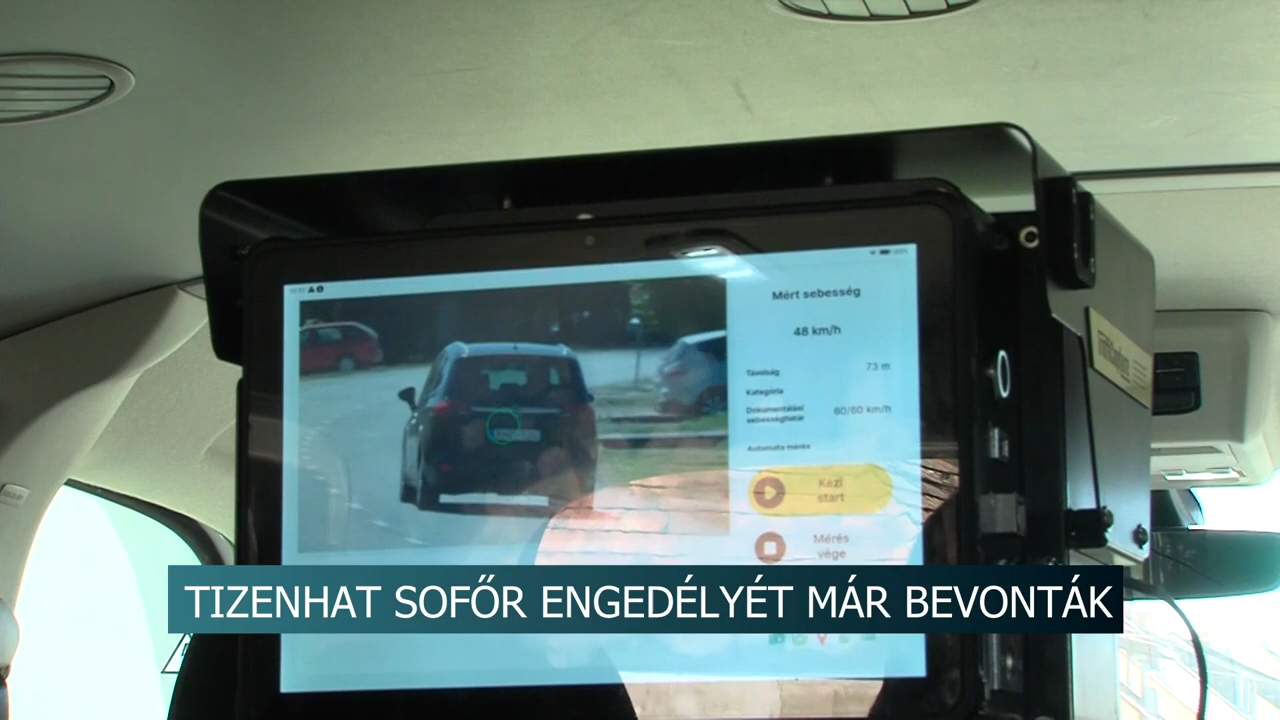 Mért sebesség
48 km/h
Távolság 73 m
Kategória
Dokumentálási sebességhatár 60/60 km/h
Automata mérés
Kézi
start
Mérés
vége
TIZENHAT SOFŐR ENGEDÉLYÉT MÁR BEVONTÁK